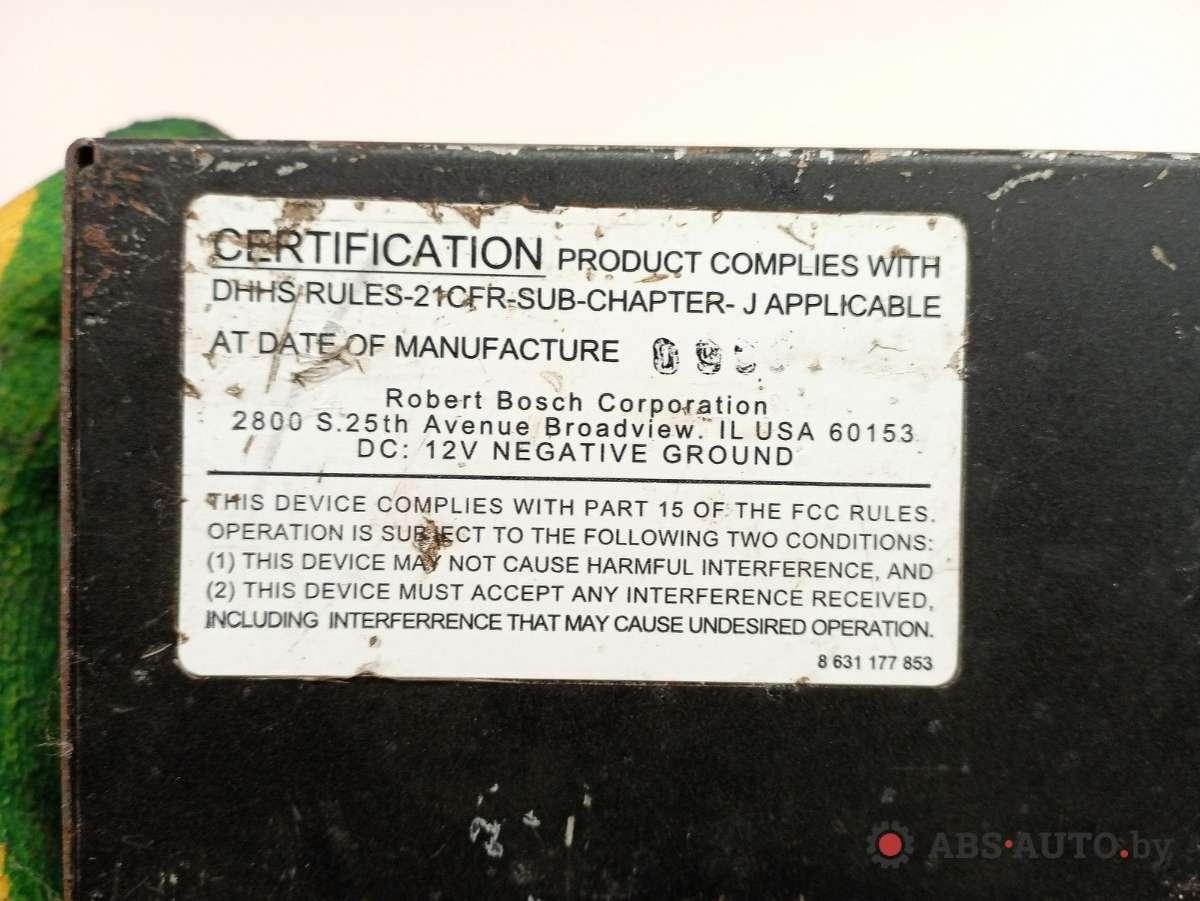 CERTIFICATION PRODUCT COMPLIES WITH
DHHS RULES-21CFR-SUB-CHAPTER- J APPLICABLE
AT DATE OF MANUFACTURE
Robert Bosch Corporation
2800 S.25th Avenue Broadview. IL USA 60153
DC: 12V NEGATIVE GROUND
THIS DEVICE COMPLIES WITH PART 15 OF THE FCC RULES.
OPERATION IS SUBJECT TO THE FOLLOWING TWO CONDITIONS:
(1) THIS DEVICE MAY NOT CAUSE HARMFUL INTERFERENCE, AND
(2) THIS DEVICE MUST ACCEPT ANY INTERFERENCE RECEIVED,
INCLUDING INTERFERRENCE THAT MAY CAUSE UNDESIRED OPERATION.
8 631 177 853
ABS·AUTO.by